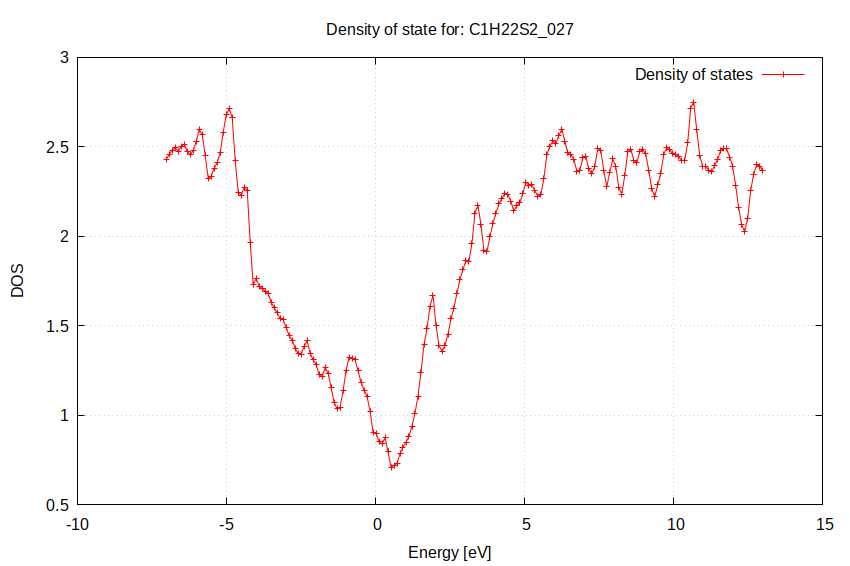 Density of state for: C1H22S2_027
Density of states
3
2.5
2
1.5
1
0.5
DOS
-10 -5 0 5 10 15
Energy [eV]